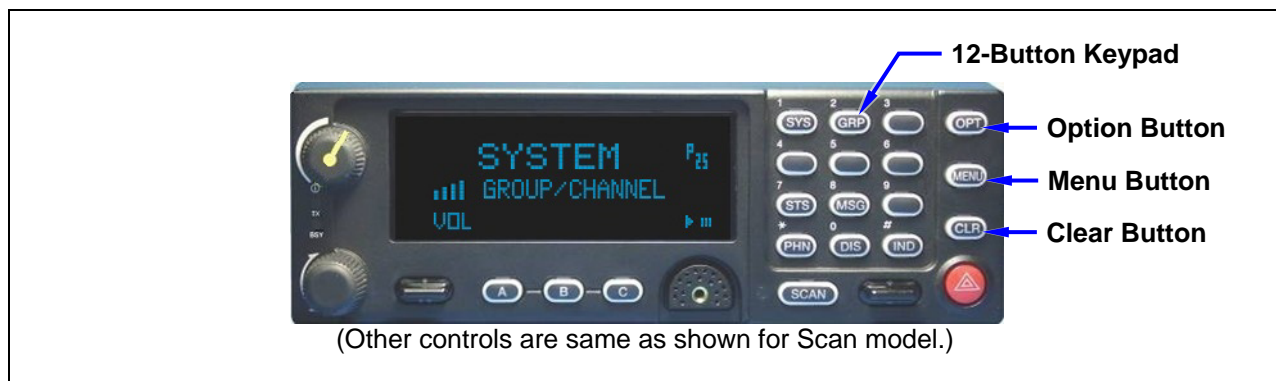 12-Button Keypad
Option Button
Menu Button
Clear Button
1 2 3
SYS GRP OPT
4 5 6
MENU
7 8 9
STS MSG
CLR
* 0 #
PHN DIS IND
SCAN
SYSTEM P25
GROUP/CHANNEL
VOL
TX
BSY
A B C
(Other controls are same as shown for Scan model.)